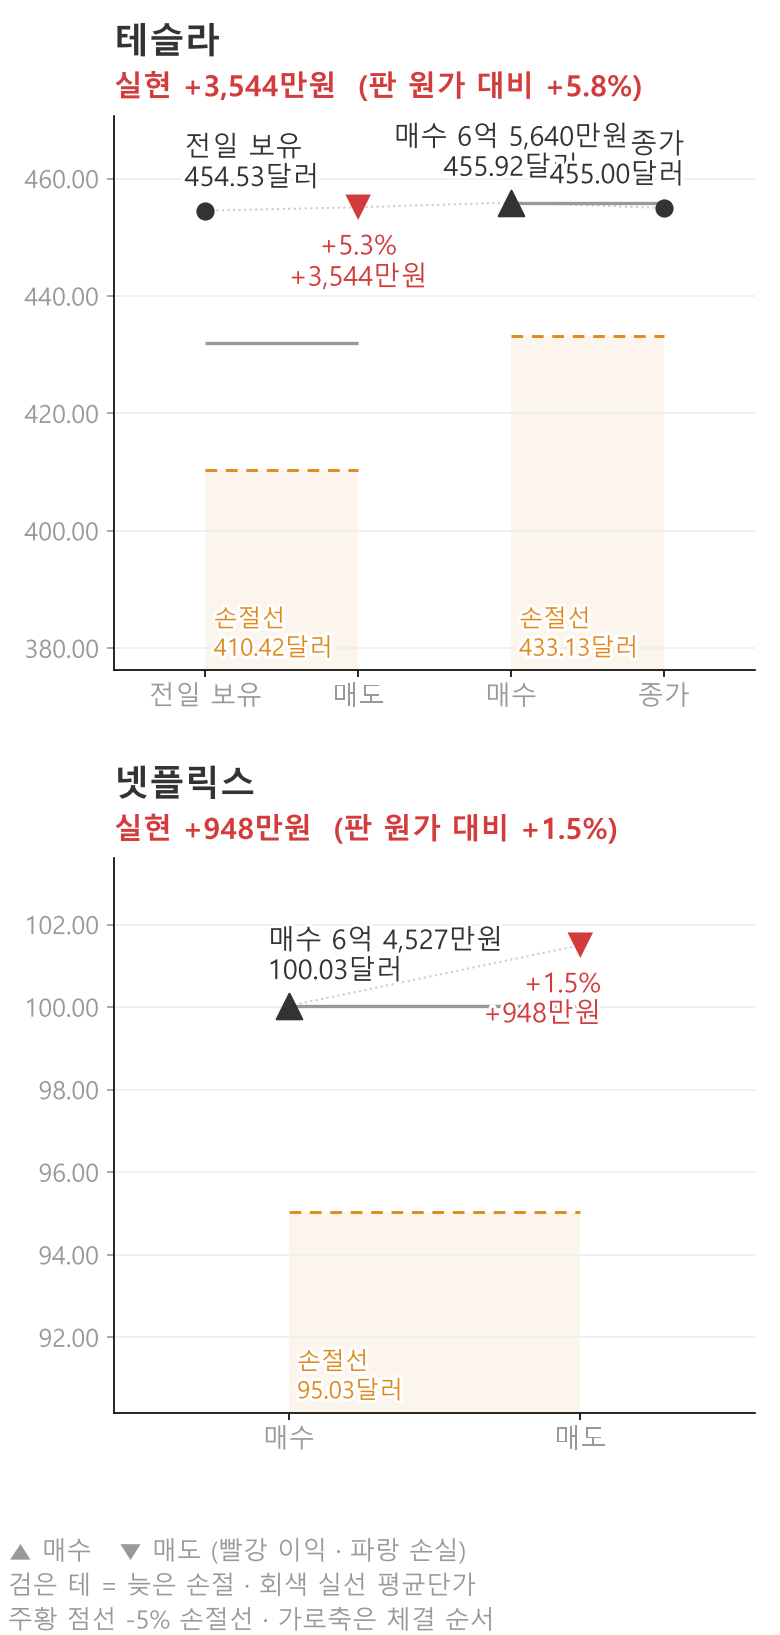 테슬라
실현 +3,544만원 (판 원가 대비 +5.8%)
전일 보유
454.53달러
매수 6억 5,640만원
455.92달러
종가
455.00달러
+5.3%
+3,544만원
460.00
440.00
420.00
400.00
380.00
손절선
410.42달러
손절선
433.13달러
전일 보유
매도
매수
종가
넷플릭스
실현 +948만원 (판 원가 대비 +1.5%)
매수 6억 4,527만원
100.03달러
+1.5%
+948만원
102.00
100.00
98.00
96.00
94.00
92.00
손절선
95.03달러
매수
매도
▲ 매수 ▼ 매도 (빨강 이익 · 파랑 손실)
검은 테 = 늦은 손절 · 회색 실선 평균단가
주황 점선 -5% 손절선 · 가로축은 체결 순서